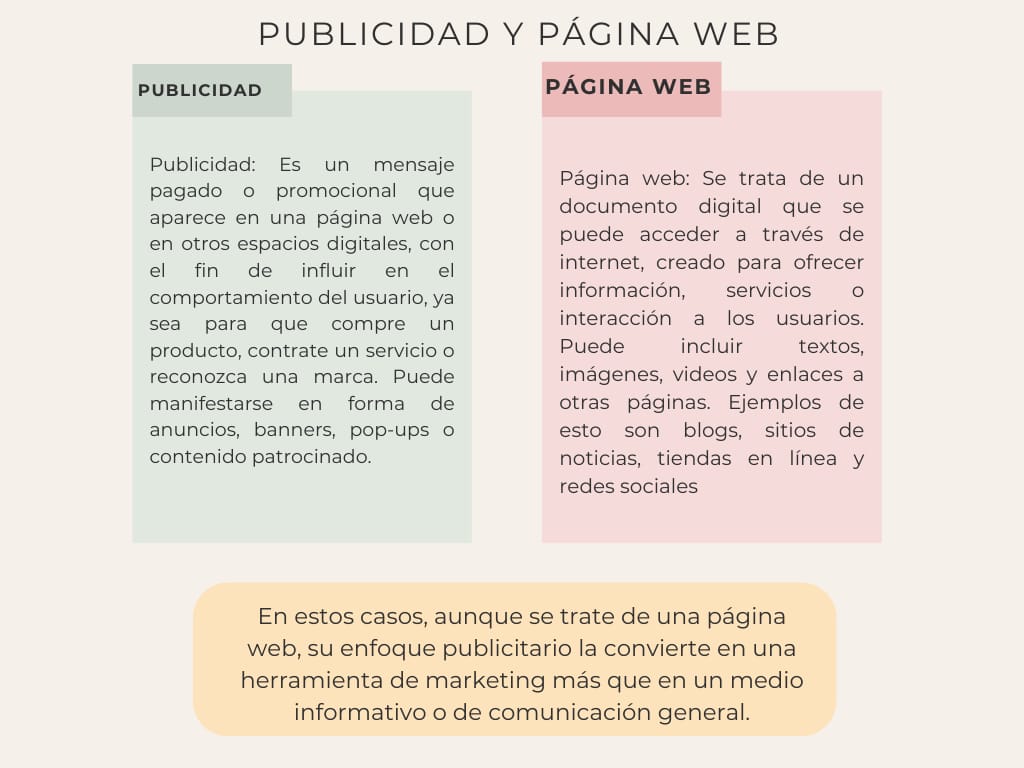 PUBLICIDAD Y PÁGINA WEB
PUBLICIDAD
Publicidad: Es un mensaje
pagado o promocional que
aparece en una página web o
en otros espacios digitales, con
el fin de influir en el
comportamiento del usuario, ya
sea para que compre un
producto, contrate un servicio o
reconozca una marca. Puede
manifestarse en forma de
anuncios, banners, pop-ups o
contenido patrocinado.
PÁGINA WEB
Página web: Se trata de un
documento digital que se
puede acceder a través de
internet, creado para ofrecer
información, servicios o
interacción a los usuarios.
Puede incluir textos,
imágenes, videos y enlaces a
otras páginas. Ejemplos de
esto son blogs, sitios de
noticias, tiendas en línea y
redes sociales
En estos casos, aunque se trate de una página
web, su enfoque publicitario la convierte en una
herramienta de marketing más que en un medio
informativo o de comunicación general.